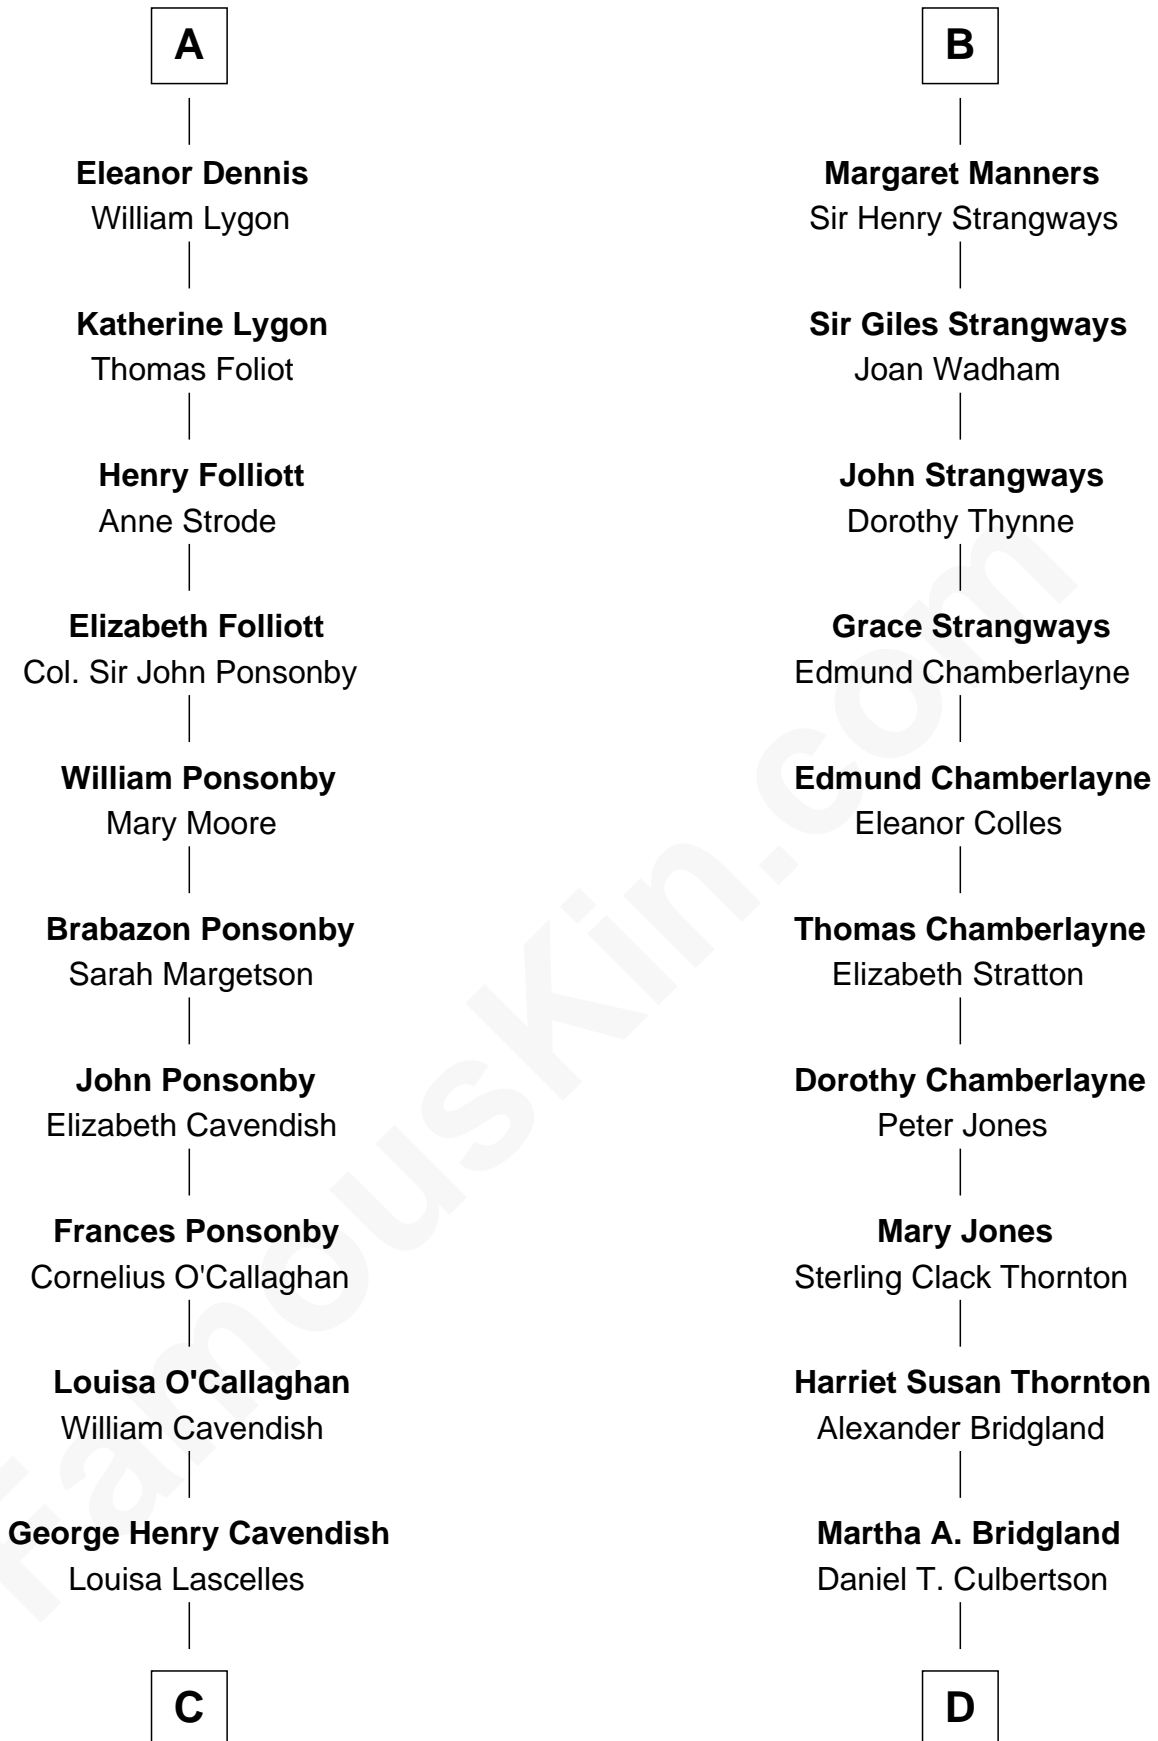 A
Eleanor Dennis
William Lygon
Katherine Lygon
Thomas Foliot
Henry Folliott
Anne Strode
Elizabeth Folliott
Col. Sir John Ponsonby
William Ponsonby
Mary Moore
Brabazon Ponsonby
Sarah Margetson
John Ponsonby
Elizabeth Cavendish
Frances Ponsonby
Cornelius O'Callaghan
Louisa O'Callaghan
William Cavendish
George Henry Cavendish
Louisa Lascelles
C
B
Margaret Manners
Sir Henry Strangways
Sir Giles Strangways
Joan Wadham
John Strangways
Dorothy Thynne
Grace Strangways
Edmund Chamberlayne
Edmund Chamberlayne
Eleanor Colles
Thomas Chamberlayne
Elizabeth Stratton
Dorothy Chamberlayne
Peter Jones
Mary Jones
Sterling Clack Thornton
Harriet Susan Thornton
Alexander Bridgland
Martha A. Bridgland
Daniel T. Culbertson
D
FamousKin.com